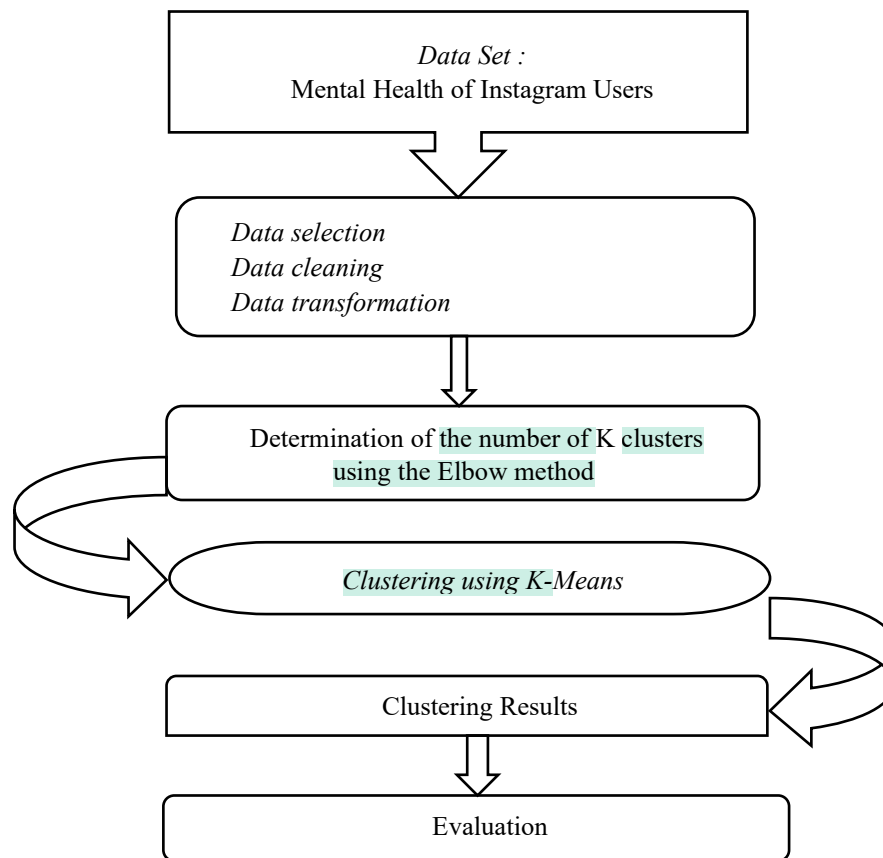 Data Set :
Mental Health of Instagram Users
Data selection
Data cleaning
Data transformation
Determination of the number of K clusters
using the Elbow method
Clustering using K-Means
Clustering Results
Evaluation